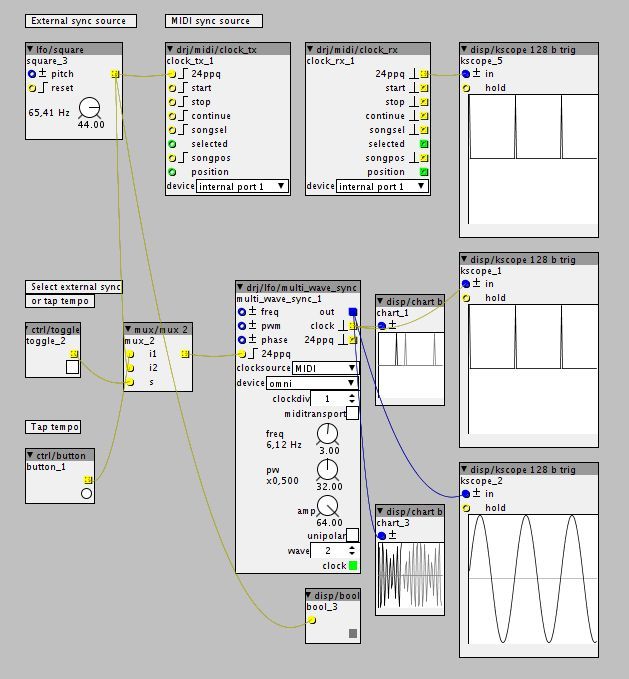 External sync source
MIDI sync source
lfo/square
square_3
pitch
reset
65,41 Hz
44.00
drj/midi/clock_tx
clock_tx_1
24ppq
start
stop
continue
songsel
selected
songpos
position
device internal port 1
drj/midi/clock_rx
clock_rx_1
24ppq
start
stop
continue
songsel
selected
songpos
position
device internal port 1
disp/kscope 128 b trig
kscope_5
in
hold
disp/kscope 128 b trig
kscope_1
in
hold
Select external sync
or tap tempo
ctrl/toggle
toggle_2
mux/mux 2
mux_2
i1
i2
s
drj/lfo/multi_wave_sync
multi_wave_sync_1
freq out
pwm clock
phase 24ppq
24ppq
clocksource MIDI
device omni
clockdiv 1
miditransport
freq
6,12 Hz
3.00
pw
x0,500
32.00
amp
64.00
unipolar
wave 2
clock
disp/chart b
chart_1
Tap tempo
ctrl/button
button_1
disp/kscope 128 b trig
kscope_2
in
hold
disp/chart b
chart_3
disp/bool
bool_3